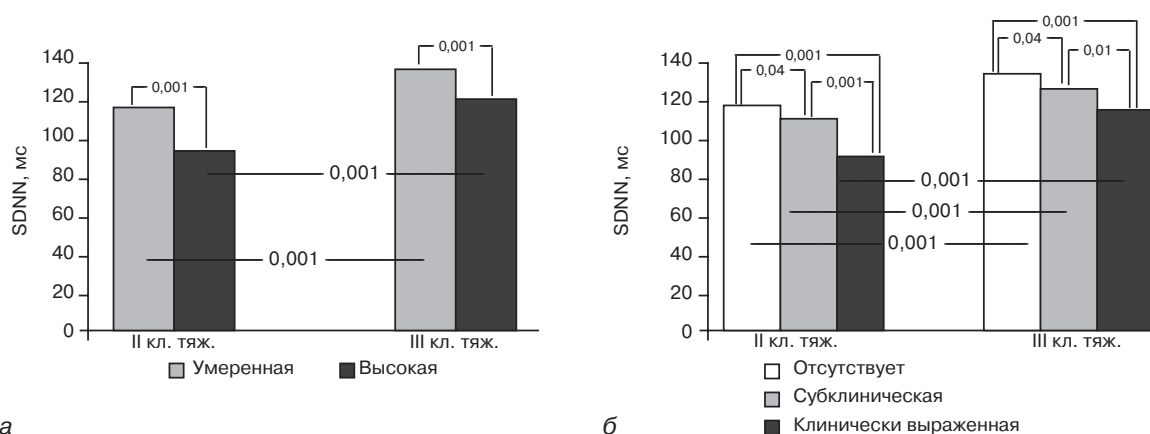 SDNN, мс
140
120
100
80
60
40
20
0
0,001
0,001
0,001
0,001
II кл. тяж.
III кл. тяж.
Умеренная
Высокая
а
SDNN, мс
140
120
100
80
60
40
20
0
0,001
0,04
0,001
0,001
0,04
0,01
0,001
0,001
0,001
II кл. тяж.
III кл. тяж.
Отсутствует
Субклиническая
Клинически выраженная
б